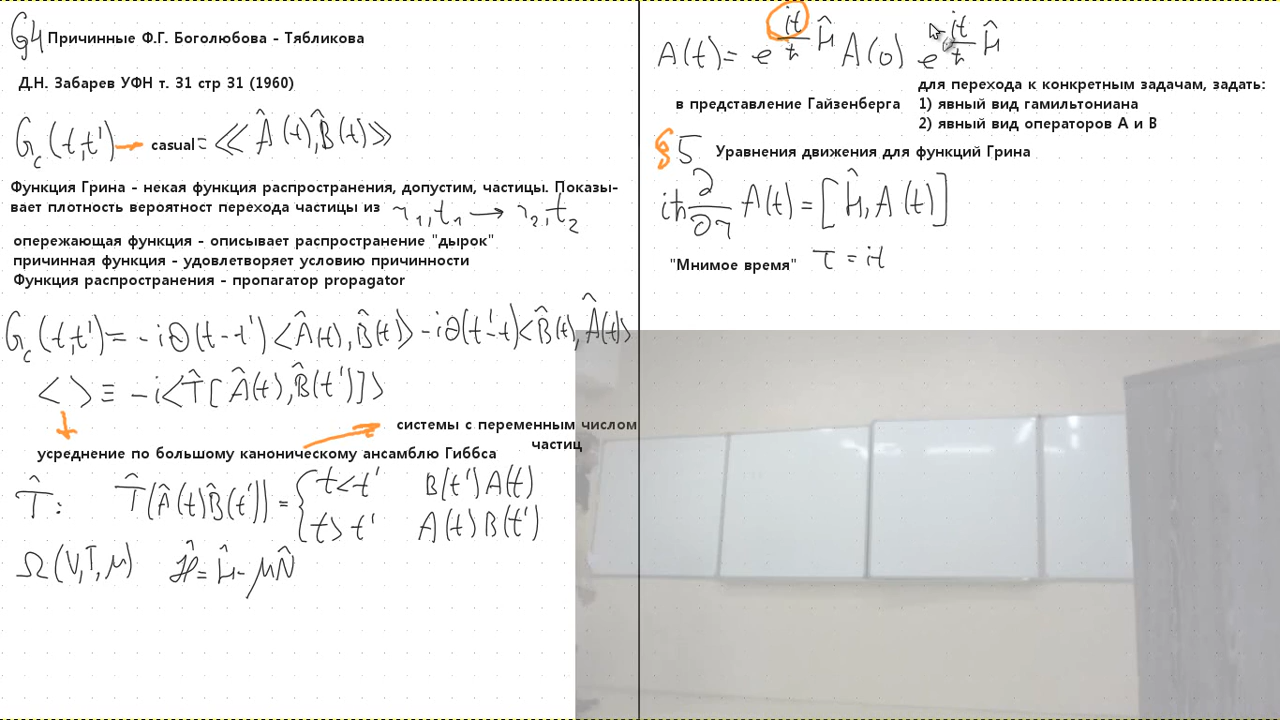 §4 Причинные Ф.Г. Боголюбова - Тябликова
Д.Н. Забарев УФН т. 31 стр 31 (1960)
G_c(t,t') → casual = ≪Â(t),B̂(t)≫
Функция Грина - некая функция распространения, допустим, частицы. Показы-
вает плотность вероятност перехода частицы из r₁,t₁ → r₂,t₂
опережающая функция - описывает распространение "дырок"
причинная функция - удовлетворяет условию причинности
Функция распространения - пропагатор propagator
G_c(t,t') = -iθ(t-t')<Â(t),B̂(t)> -iθ(t'-t)<B̂(t),Â(t)>
< > ≡ -i<T̂[Â(t),B̂(t')]>
системы с переменным числом
частиц
усреднение по большому каноническому ансамблю Гиббса
T̂: T̂(Â(t)B̂(t')) = { t<t' B(t')A(t)
t>t' A(t)B(t')
Ω(V,T,μ) Ĥ = Ĥ - μN̂
A(t) = e^{it/ħ Ĥ} A(0) e^{it/ħ Ĥ}
для перехода к конкретным задачам, задать:
в представление Гайзенберга
1) явный вид гамильтониана
2) явный вид операторов А и В
§5 Уравнения движения для функций Грина
iħ ∂/∂τ A(t) = [Ĥ, A(t)]
"Мнимое время" τ = it